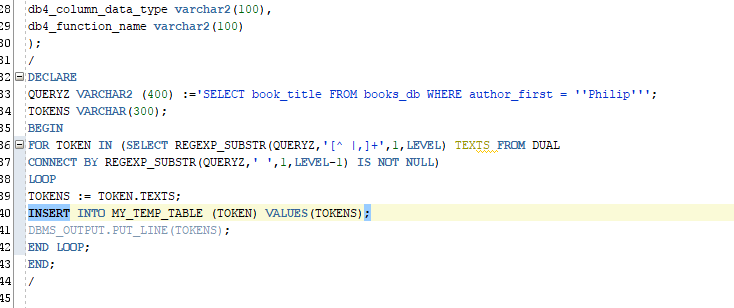 28 db4_column_data_type varchar2(100),
29 db4_function_name varchar2(100)
30 );
31 /
32 DECLARE
33 QUERYZ VARCHAR2 (400) :='SELECT book_title FROM books_db WHERE author_first = ''Philip''';
34 TOKENS VARCHAR(300);
35 BEGIN
36 FOR TOKEN IN (SELECT REGEXP_SUBSTR(QUERYZ,'[^ |,]+',1,LEVEL) TEXTS FROM DUAL
37 CONNECT BY REGEXP_SUBSTR(QUERYZ,' ',1,LEVEL-1) IS NOT NULL)
38 LOOP
39 TOKENS := TOKEN.TEXTS;
40 INSERT INTO MY_TEMP_TABLE (TOKEN) VALUES(TOKENS);
41 DBMS_OUTPUT.PUT_LINE(TOKENS);
42 END LOOP;
43 END;
44 /
45